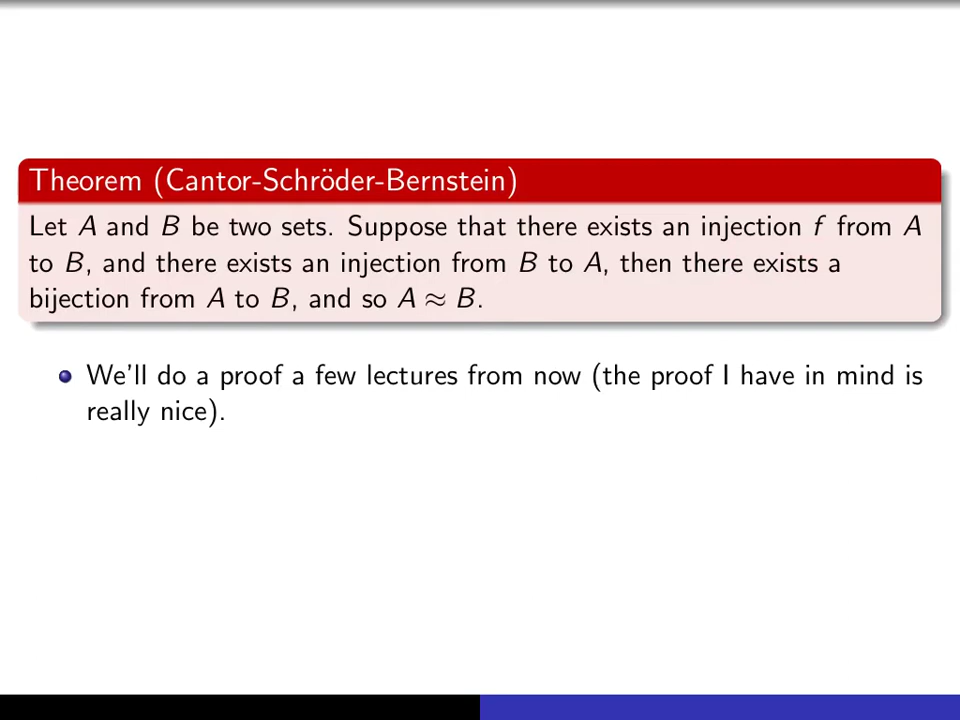 Theorem (Cantor-Schröder-Bernstein)
Let A and B be two sets. Suppose that there exists an injection f from A
to B, and there exists an injection from B to A, then there exists a
bijection from A to B, and so A ≈ B.
We'll do a proof a few lectures from now (the proof I have in mind is
really nice).